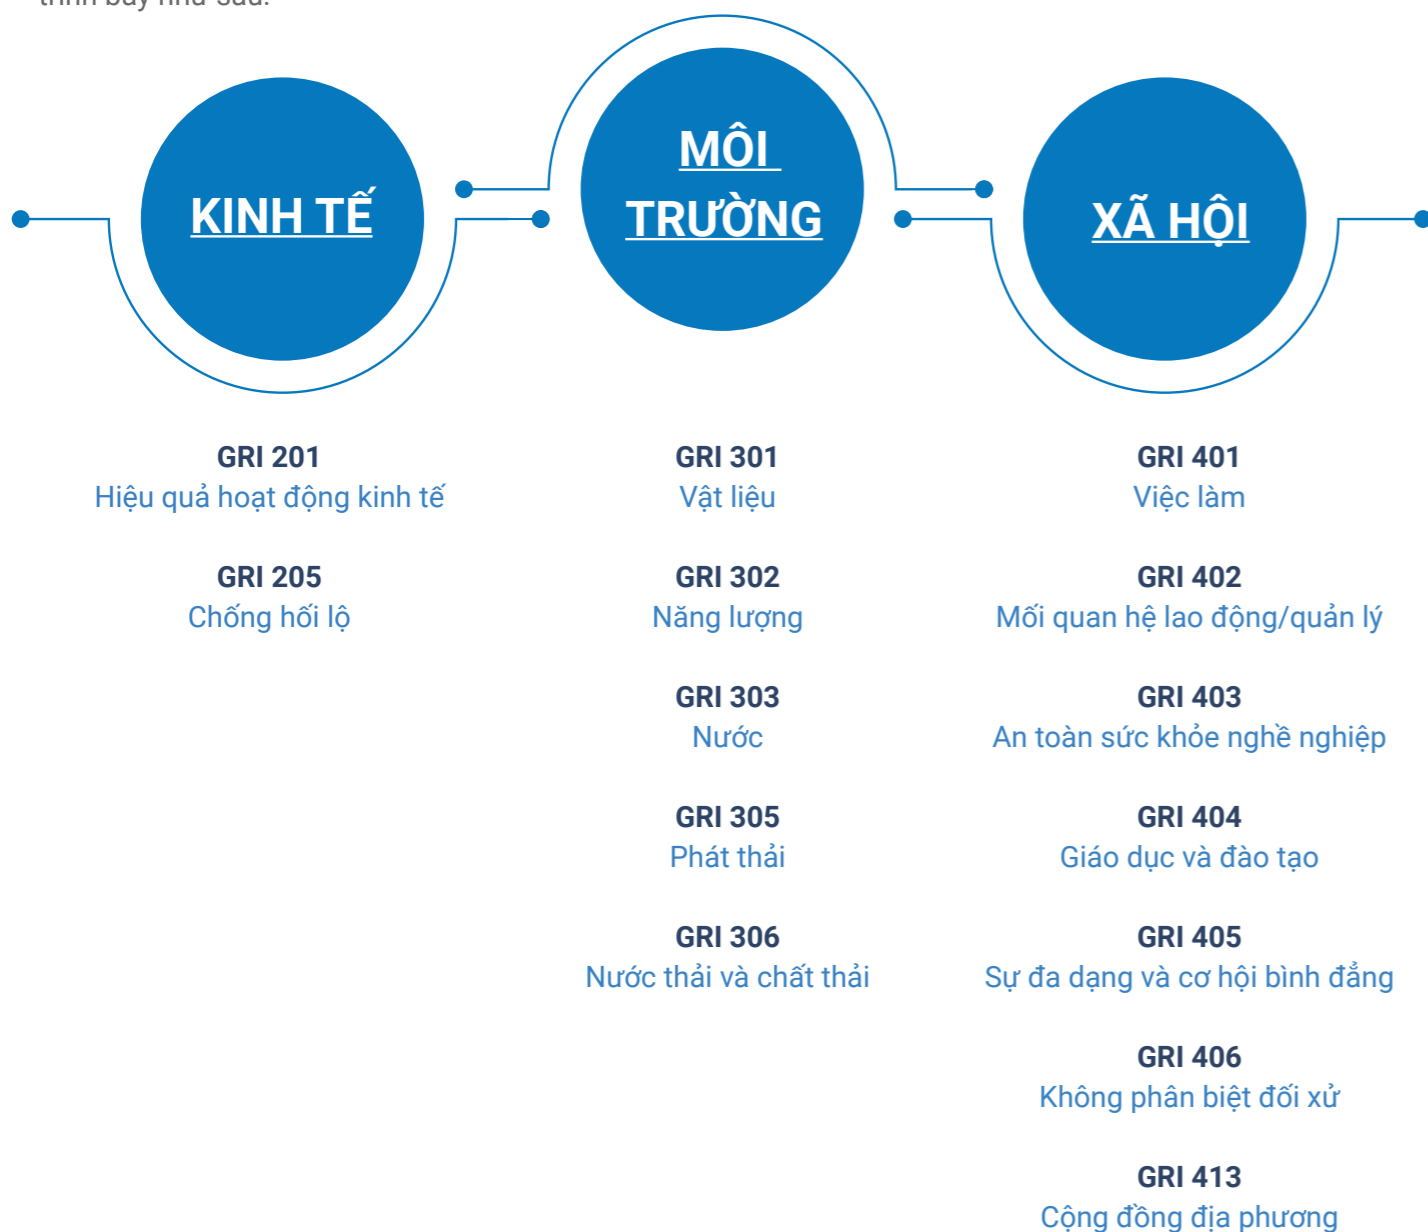 trình bày như sau:
KINH TẾ
MÔI
TRƯỜNG
XÃ HỘI
GRI 201
Hiệu quả hoạt động kinh tế
GRI 205
Chống hối lộ
GRI 301
Vật liệu
GRI 302
Năng lượng
GRI 303
Nước
GRI 305
Phát thải
GRI 306
Nước thải và chất thải
GRI 401
Việc làm
GRI 402
Mối quan hệ lao động/quản lý
GRI 403
An toàn sức khỏe nghề nghiệp
GRI 404
Giáo dục và đào tạo
GRI 405
Sự đa dạng và cơ hội bình đẳng
GRI 406
Không phân biệt đối xử
GRI 413
Cộng đồng địa phương